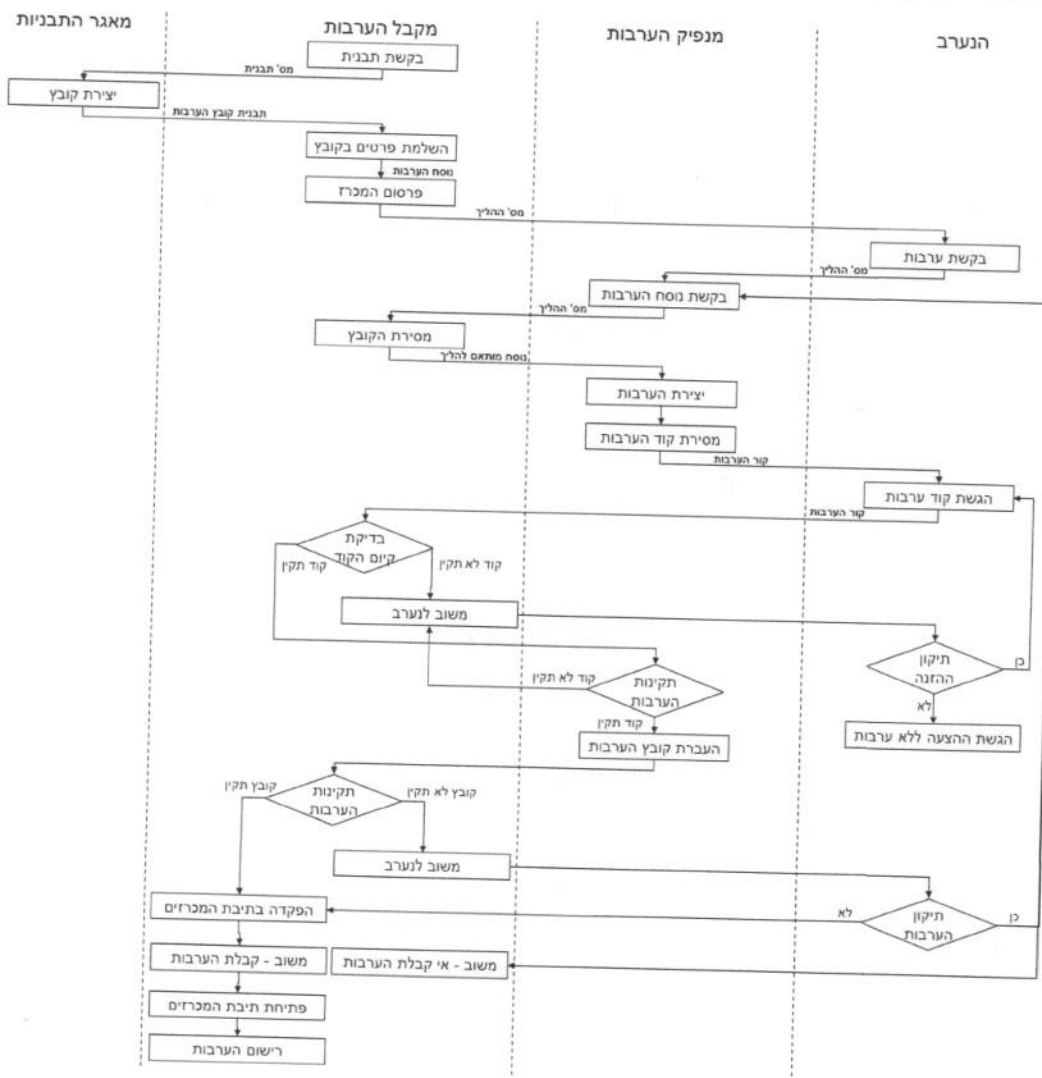 הנערב
מנפיק הערבות
מקבל הערבות
מאגר התבניות
בקשת תבנית
מס' תבנית
יצירת קובץ
תבנית קובץ הערבות
השלמת פרטים בקובץ
נוסח הערבות
פרסום המכרז
מס' ההליך
בקשת ערבות
מס' ההליך
בקשת נוסח הערבות
מס' ההליך
מסירת הקובץ
נוסח מותאם להליך
יצירת הערבות
מסירת קוד הערבות
קור הערבות
הגשת קוד ערבות
קור הערבות
בדיקת
קיום הקוד
קוד לא תקין
קוד תקין
משוב לנערב
תיקון
ההזנה
כן
לא
הגשת ההצעה ללא ערבות
תקינות
הערבות
קוד לא תקין
קוד תקין
העברת קובץ הערבות
תקינות
הערבות
קובץ לא תקין
קובץ תקין
משוב לנערב
תיקון
הערבות
כן
לא
הפקדה בתיבת המכרזים
משוב - אי קבלת הערבות
משוב - קבלת הערבות
פתיחת תיבת המכרזים
רישום הערבות